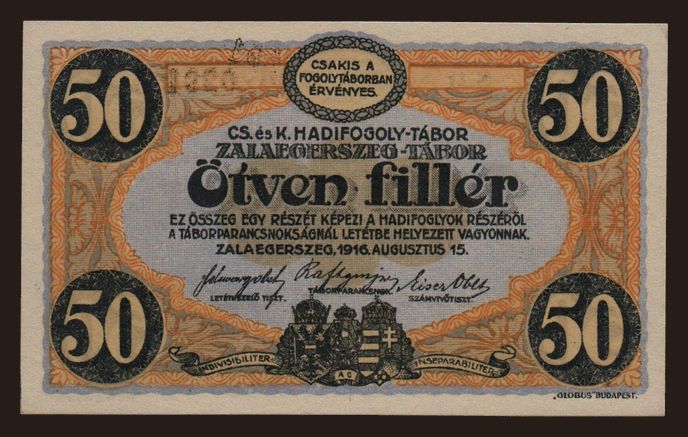 CSAKIS A
FOGOLYTÁBORBAN
ÉRVÉNYES.
50 50
CS. és K. HADIFOGOLY-TÁBOR
ZALAEGERSZEG-TÁBOR
Ötven fillér
EZ ÖSSZEG EGY RÉSZÉT KÉPEZI A HADIFOGLYOK RÉSZÉRŐL
A TÁBORPARANCSNOKSÁGNÁL LETÉTBE HELYEZETT VAGYONNAK.
ZALAEGERSZEG, 1916. AUGUSZTUS 15.
LETÉTKEZELŐ TISZT. TÁBORPARANCSNOK SZÁMVIVŐTISZT.
50 50
INDIVISIBILITER INSEPARABILITER
"GLOBUS" BUDAPEST.